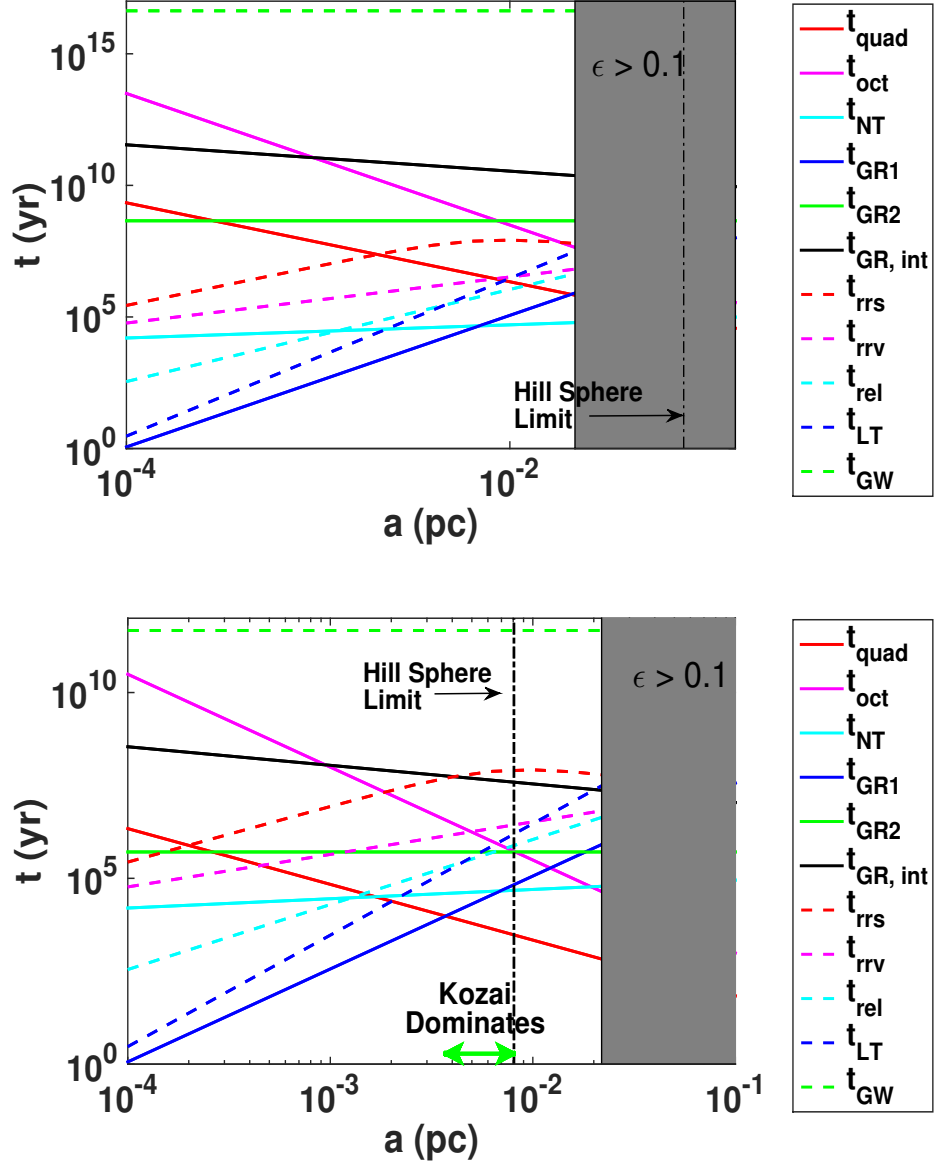 10^15
10^10
10^5
10^0
t (yr)
ϵ > 0.1
Hill Sphere
Limit
10^-4
10^-2
a (pc)
t_quad
t_oct
t_NT
t_GR1
t_GR2
t_GR, int
t_rrs
t_rrv
t_rel
t_LT
t_GW
10^10
10^5
10^0
t (yr)
Hill Sphere
Limit
ϵ > 0.1
Kozai
Dominates
10^-4
10^-3
10^-2
10^-1
a (pc)
t_quad
t_oct
t_NT
t_GR1
t_GR2
t_GR, int
t_rrs
t_rrv
t_rel
t_LT
t_GW